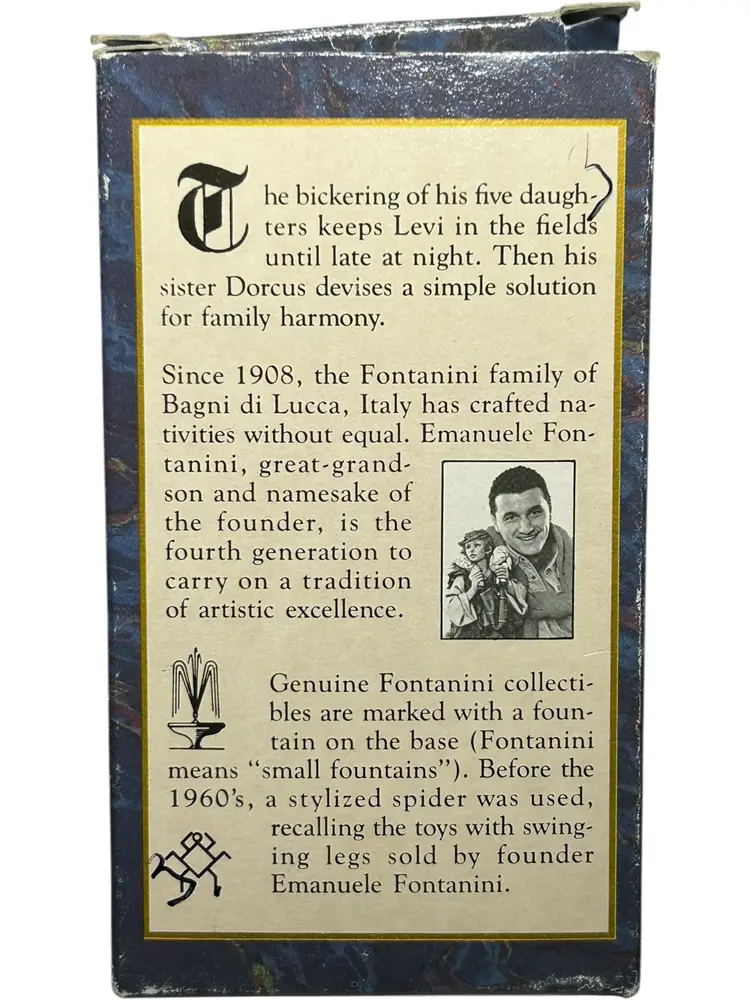 The bickering of his five daugh-
ters keeps Levi in the fields
until late at night. Then his
sister Dorcus devises a simple solution
for family harmony.
Since 1908, the Fontanini family of
Bagni di Lucca, Italy has crafted na-
tivities without equal. Emanuele Fon-
tanini, great-grand-
son and namesake of
the founder, is the
fourth generation to
carry on a tradition
of artistic excellence.
Genuine Fontanini collecti-
bles are marked with a foun-
tain on the base (Fontanini
means “small fountains”). Before the
1960’s, a stylized spider was used,
recalling the toys with swing-
ing legs sold by founder
Emanuele Fontanini.